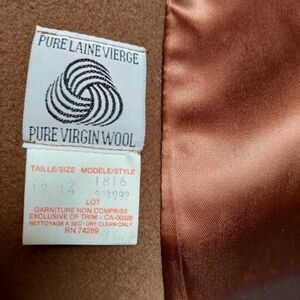 PURE LAINE VIERGE
PURE VIRGIN WOOL
TAILLE/SIZE MODÈLE/STYLE
14 1816
LOT
GARNITURE NON COMPRISE
EXCLUSIVE OF TRIM - CA-00328
NETTOYAGE A SEC - DRY CLEAN ONLY
RN 74289